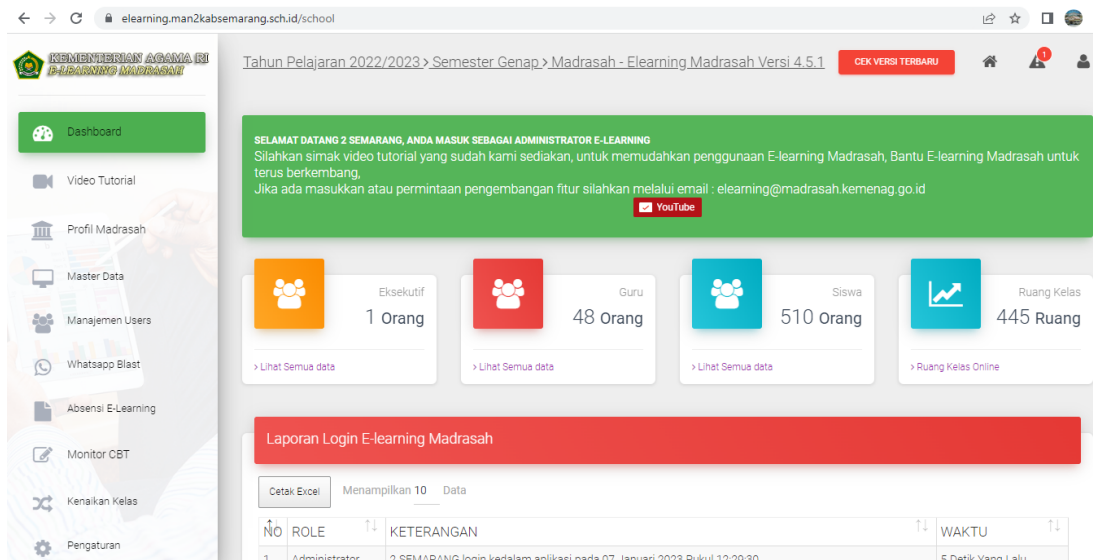 elearning.man2kabsemarang.sch.id/school
KEMENTERIAN AGAMA RI
E-LEARNING MADRASAH
Tahun Pelajaran 2022/2023 > Semester Genap > Madrasah - Elearning Madrasah Versi 4.5.1
CEK VERSI TERBARU
1
Dashboard
Video Tutorial
Profil Madrasah
Master Data
Manajemen Users
Whatsapp Blast
Absensi E-Learning
Monitor CBT
Kenaikan Kelas
Pengaturan
SELAMAT DATANG 2 SEMARANG, ANDA MASUK SEBAGAI ADMINISTRATOR E-LEARNING
Silahkan simak video tutorial yang sudah kami sediakan, untuk memudahkan penggunaan E-learning Madrasah, Bantu E-learning Madrasah untuk
terus berkembang,
Jika ada masukkan atau permintaan pengembangan fitur silahkan melalui email : elearning@madrasah.kemenag.go.id
YouTube
Eksekutif
1 Orang
> Lihat Semua data
Guru
48 Orang
> Lihat Semua data
Siswa
510 Orang
> Lihat Semua data
Ruang Kelas
445 Ruang
> Ruang Kelas Online
Laporan Login E-learning Madrasah
Cetak Excel Menampilkan 10 Data
NO ROLE KETERANGAN WAKTU
1 Administrator 2 SEMARANG login kedalam aplikasi pada 07 Januari 2023 Pukul 12:29:30 5 Detik Yang Lalu